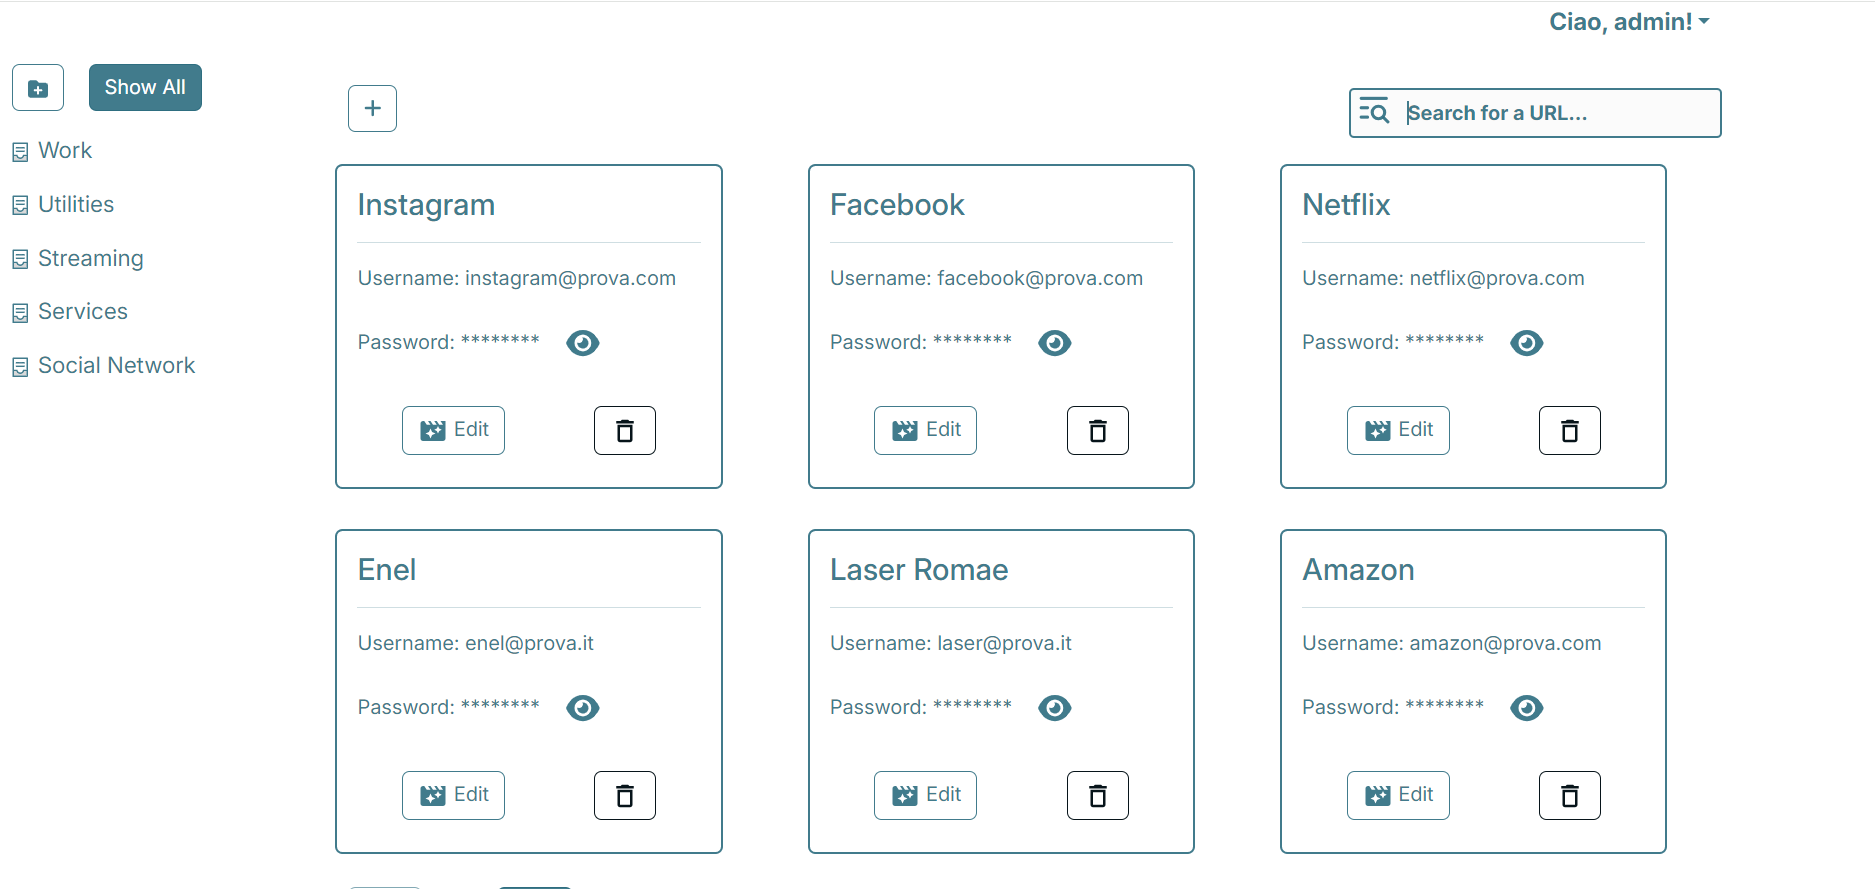 Ciao, admin!
Show All
Search for a URL...
Work
Utilities
Streaming
Services
Social Network
Instagram
Username: instagram@prova.com
Password: ********
Edit
Facebook
Username: facebook@prova.com
Password: ********
Edit
Netflix
Username: netflix@prova.com
Password: ********
Edit
Enel
Username: enel@prova.it
Password: ********
Edit
Laser Romae
Username: laser@prova.it
Password: ********
Edit
Amazon
Username: amazon@prova.com
Password: ********
Edit